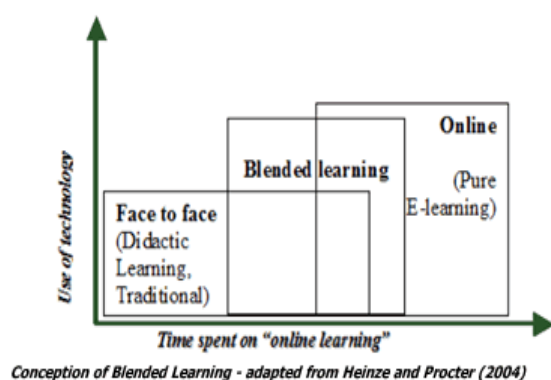 Use of technology
Online
(Pure
E-learning)
Blended learning
Face to face
(Didactic
Learning,
Traditional)
Time spent on "online learning"
Conception of Blended Learning - adapted from Heinze and Procter (2004)